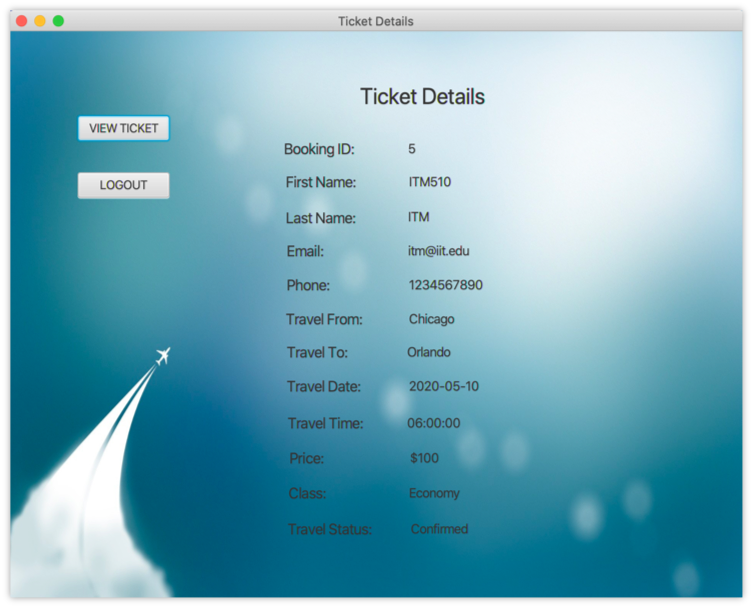 Ticket Details
Ticket Details
VIEW TICKET
LOGOUT
Booking ID: 5
First Name: ITM510
Last Name: ITM
Email: itm@iit.edu
Phone: 1234567890
Travel From: Chicago
Travel To: Orlando
Travel Date: 2020-05-10
Travel Time: 06:00:00
Price: $100
Class: Economy
Travel Status: Confirmed